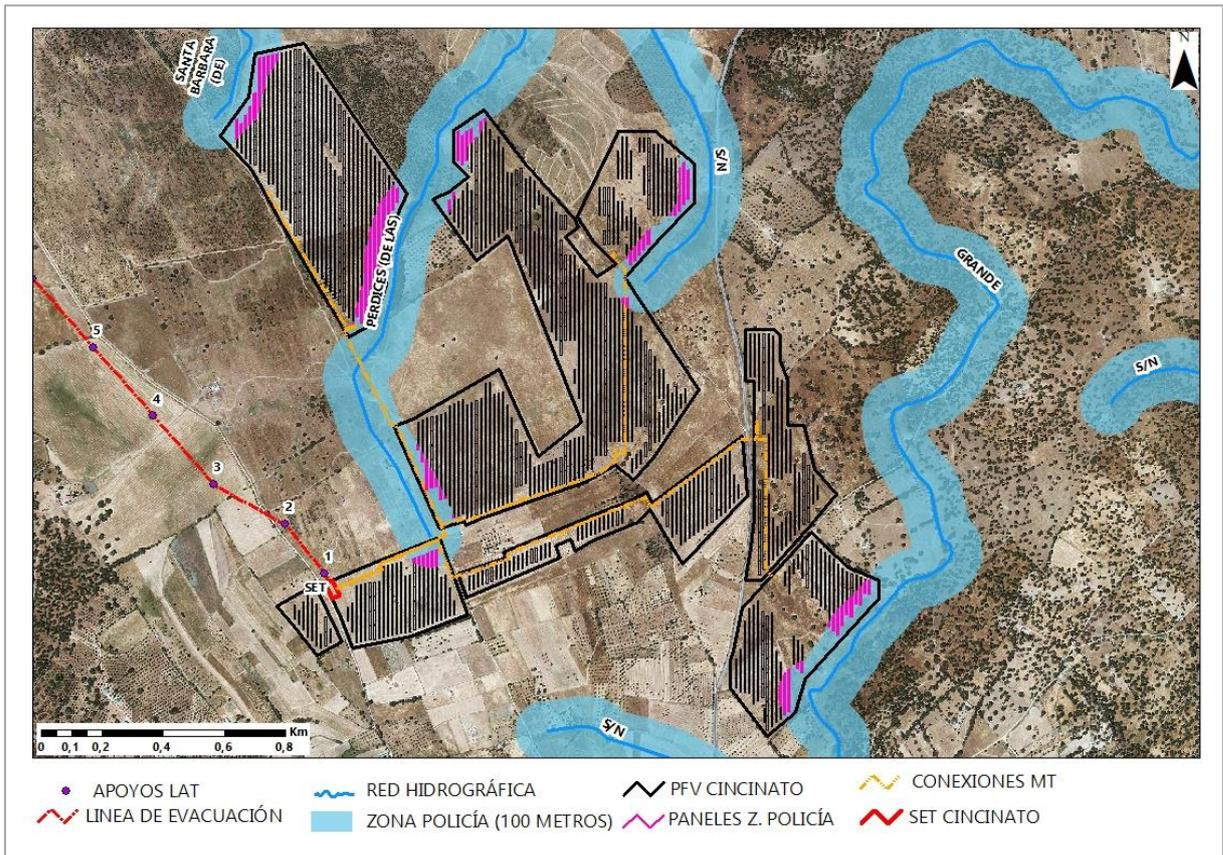 SANTA
BARBARA
(DE)
N
S/N
PERDICES (DE LAS)
GRANDE
S/N
5
4
3
2
1
SET
S/N
Km
0 0,1 0,2 0,4 0,6 0,8
APOYOS LAT
RED HIDROGRÁFICA
PFV CINCINATO
CONEXIONES MT
LINEA DE EVACUACIÓN
ZONA POLICÍA (100 METROS)
PANELES Z. POLICÍA
SET CINCINATO